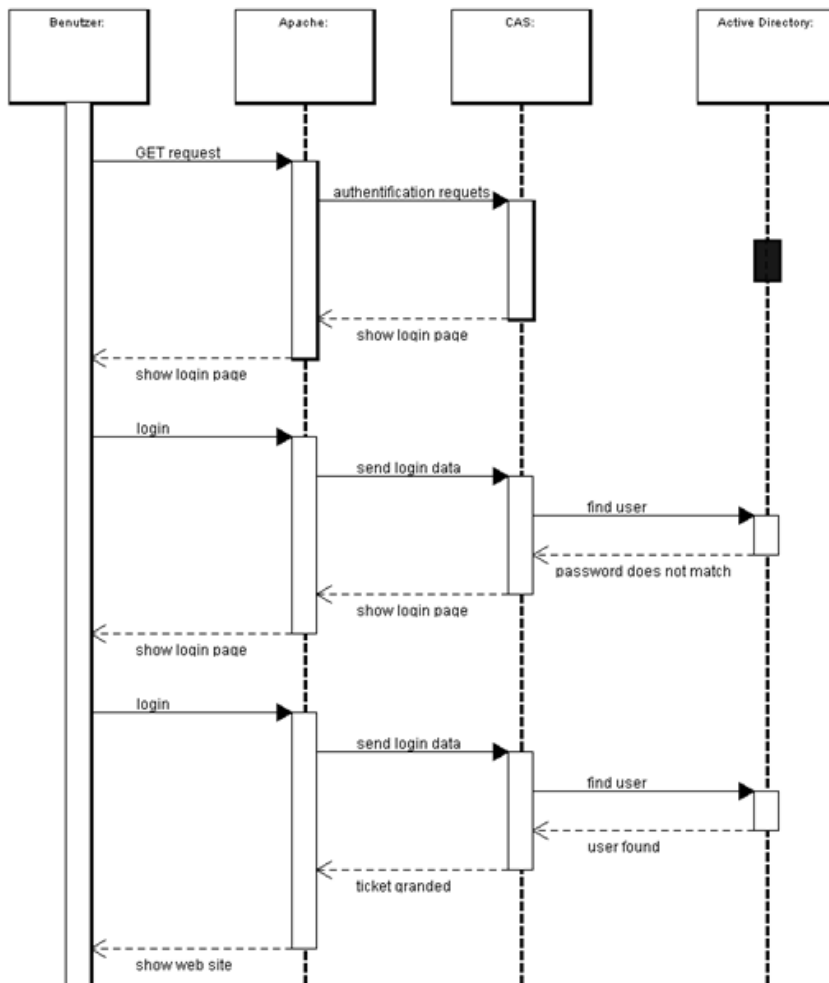 Benutzer:
Apache:
CAS:
Active Directory:
GET request
authentification requets
show login page
show login page
login
send login data
find user
password does not match
show login page
show login page
login
send login data
find user
user found
ticket granded
show web site